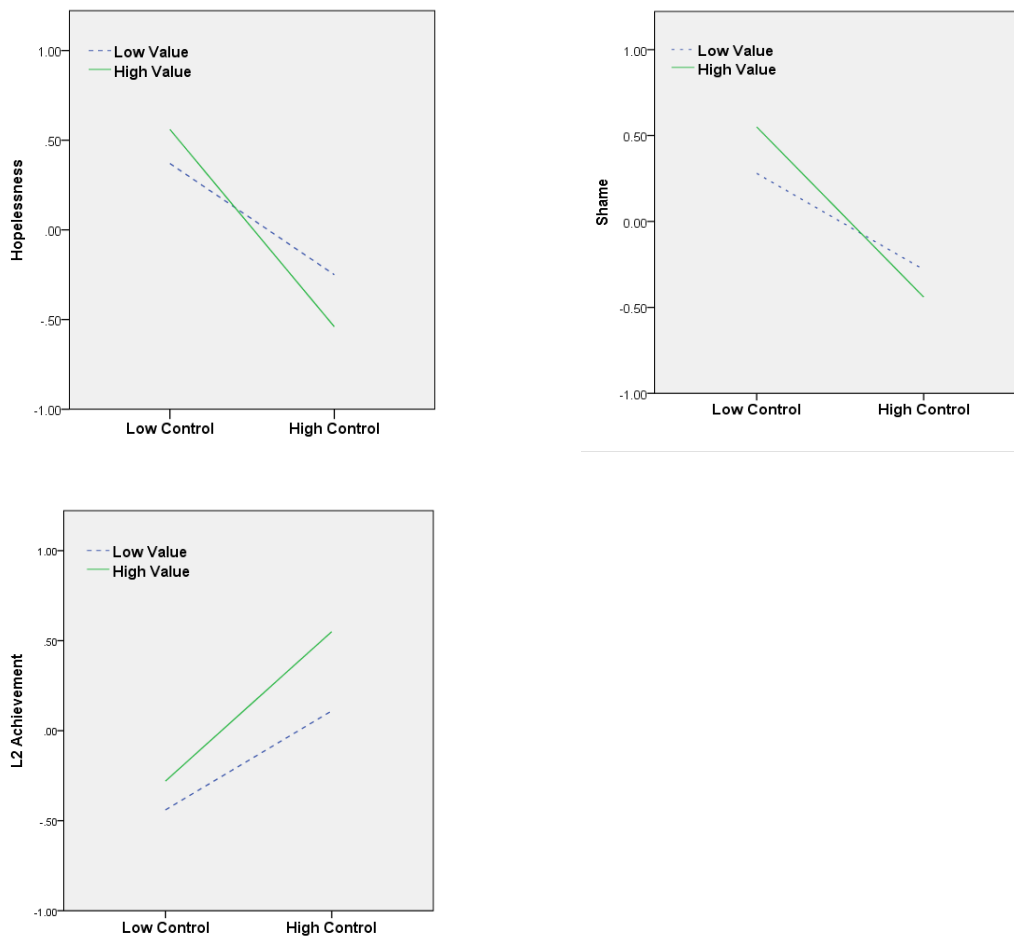 1.00
Low Value
High Value
.50
.00
-.50
-1.00
Hopelessness
Low Control
High Control
1.00
Low Value
High Value
0.50
0.00
-0.50
-1.00
Shame
Low Control
High Control
1.00
Low Value
High Value
.50
.00
-.50
-1.00
L2 Achievement
Low Control
High Control